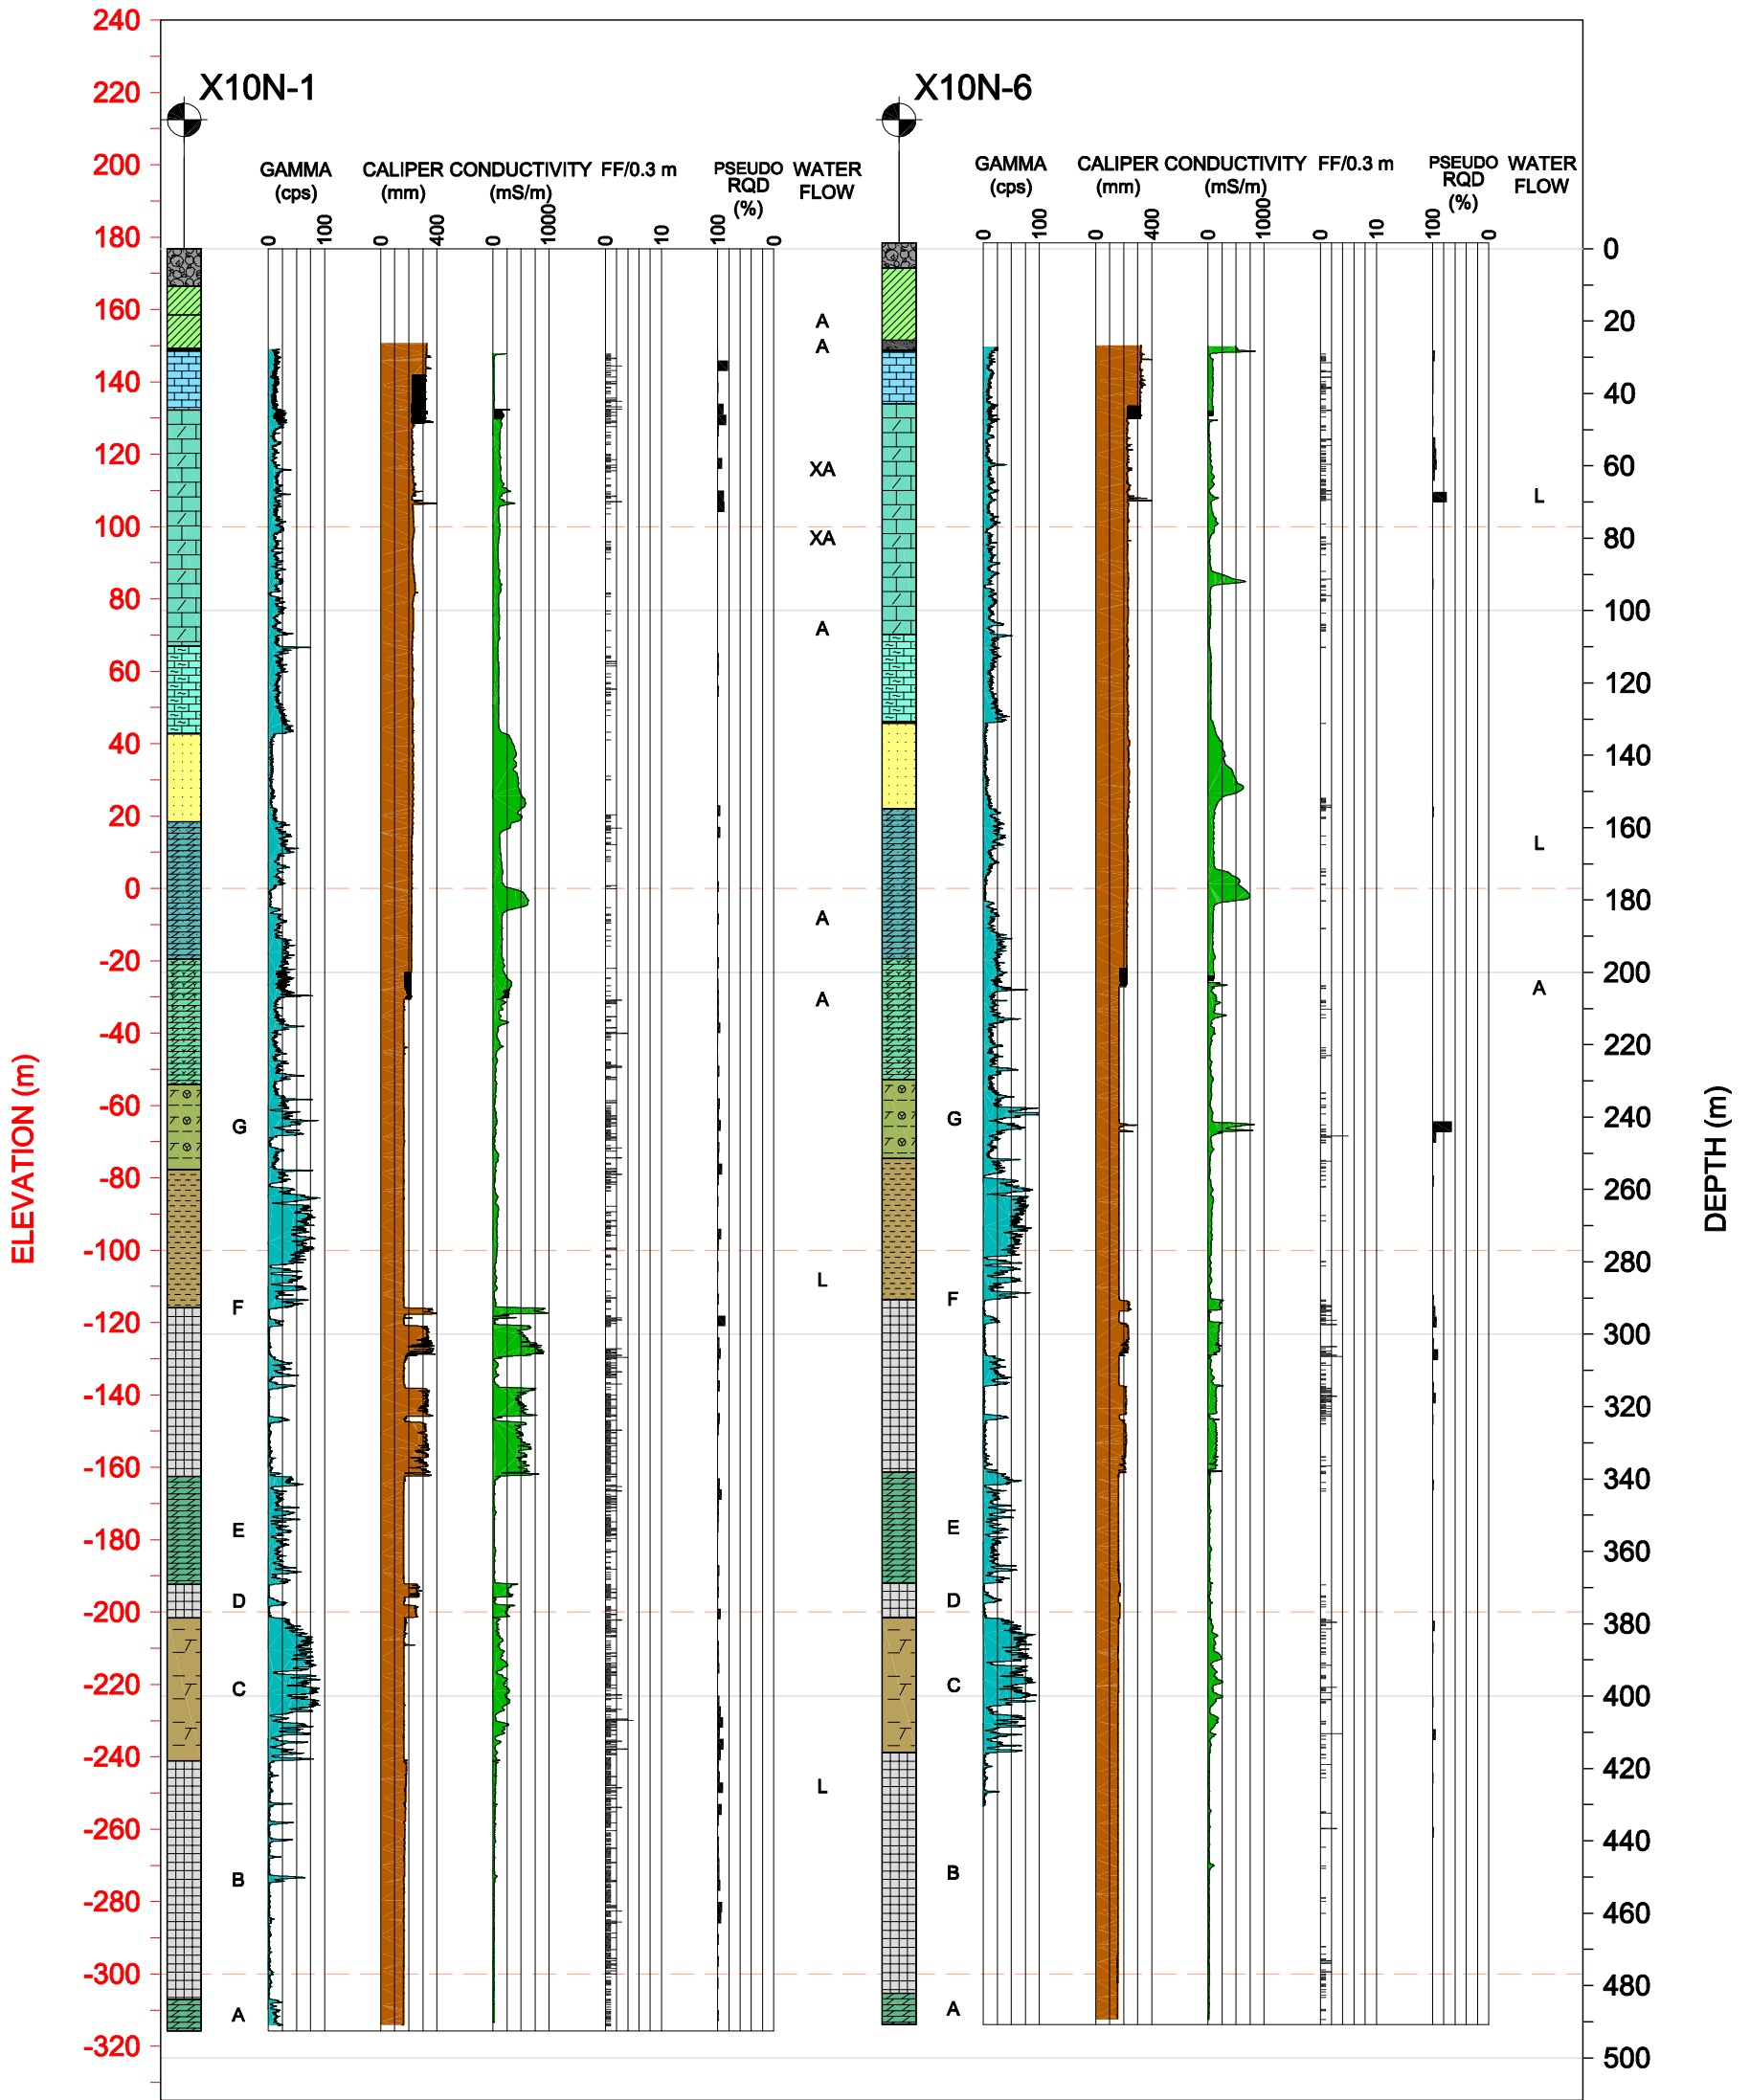 X10N-1
X10N-6
GAMMA
(cps)
CALIPER
(mm)
CONDUCTIVITY
(mS/m)
FF/0.3 m
PSEUDO
RQD
(%)
WATER
FLOW
GAMMA
(cps)
CALIPER
(mm)
CONDUCTIVITY
(mS/m)
FF/0.3 m
PSEUDO
RQD
(%)
WATER
FLOW
0 100 0 400 0 1000 0 10 100 0
0 100 0 400 0 1000 0 10 100 0
ELEVATION (m)
240
220
200
180
160
140
120
100
80
60
40
20
0
-20
-40
-60
-80
-100
-120
-140
-160
-180
-200
-220
-240
-260
-280
-300
-320
G
F
E
D
C
B
A
A
A
XA
XA
A
A
A
L
L
G
F
E
D
C
B
A
L
L
A
0
20
40
60
80
100
120
140
160
180
200
220
240
260
280
300
320
340
360
380
400
420
440
460
480
500
DEPTH (m)